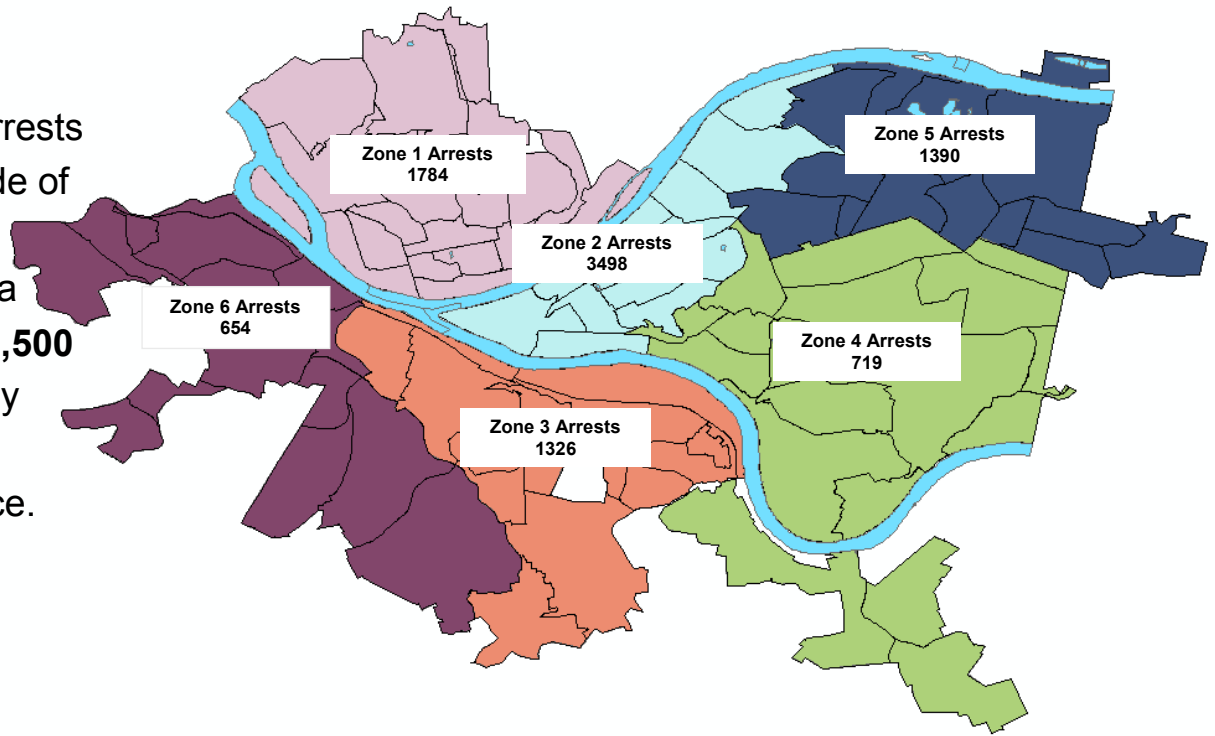 rrests
de of
a
,500
y
ce.
Zone 1 Arrests
1784
Zone 5 Arrests
1390
Zone 2 Arrests
3498
Zone 6 Arrests
654
Zone 4 Arrests
719
Zone 3 Arrests
1326